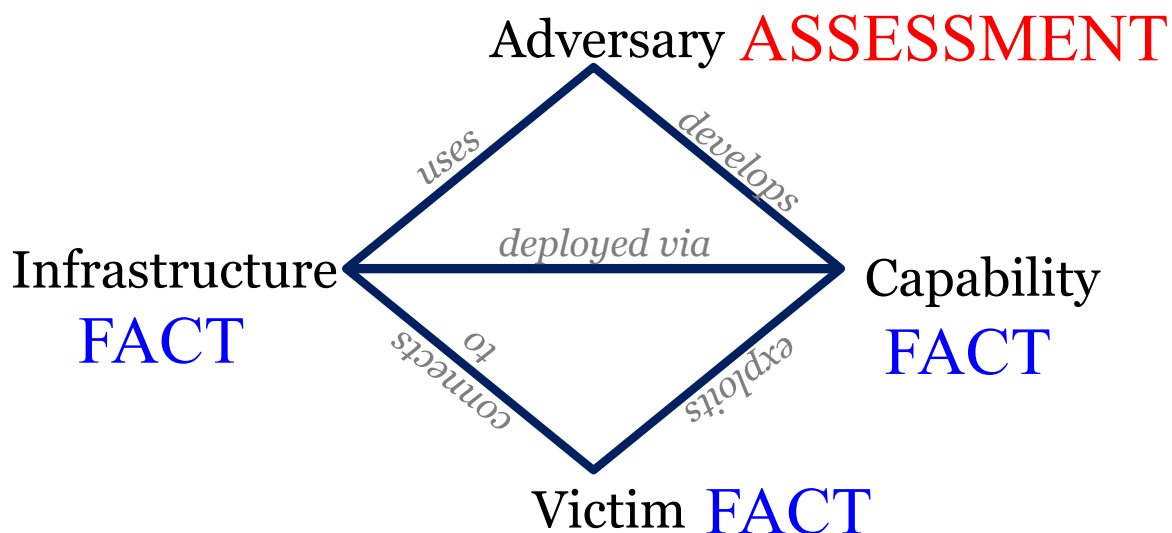 Adversary ASSESSMENT
uses
develops
deployed via
Infrastructure
Capability
FACT
FACT
connects
to
exploits
Victim FACT